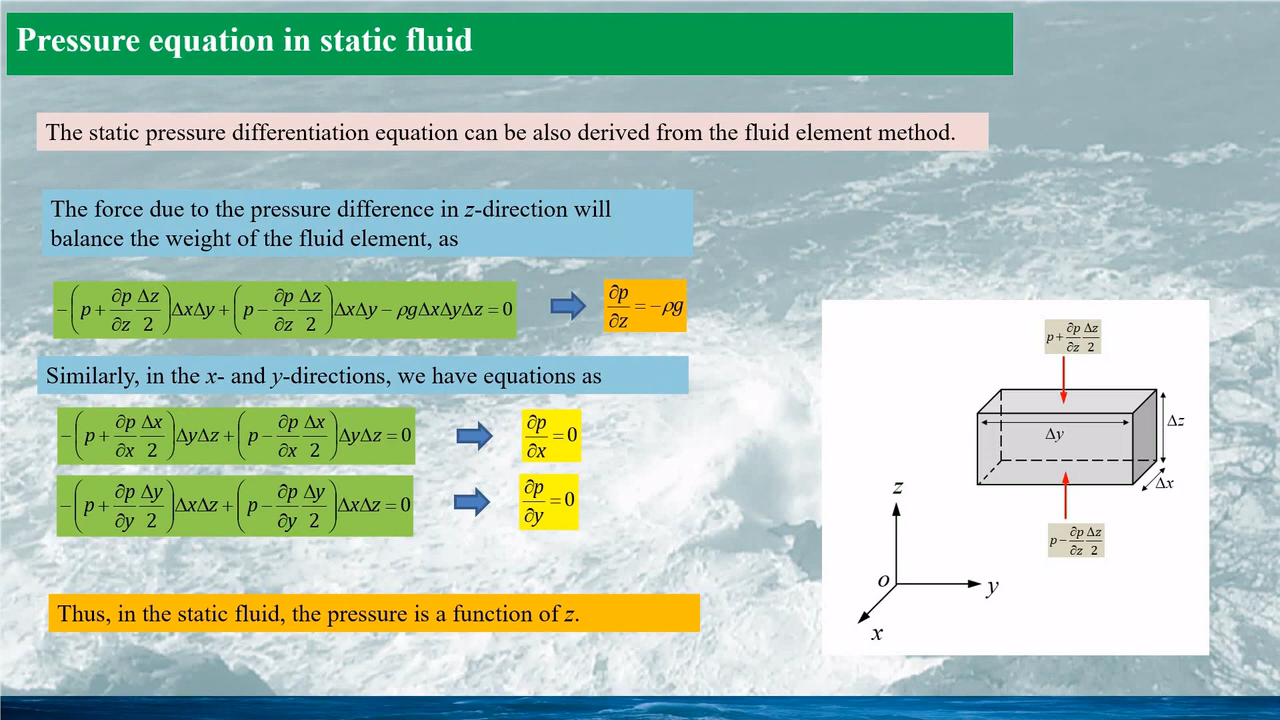 Pressure equation in static fluid
The static pressure differentiation equation can be also derived from the fluid element method.
The force due to the pressure difference in z-direction will
balance the weight of the fluid element, as
−(p+∂p/∂z Δz/2)ΔxΔy+(p−∂p/∂z Δz/2)ΔxΔy−ρgΔxΔyΔz=0
∂p/∂z=−ρg
Similarly, in the x- and y-directions, we have equations as
−(p+∂p/∂x Δx/2)ΔyΔz+(p−∂p/∂x Δx/2)ΔyΔz=0
∂p/∂x=0
−(p+∂p/∂y Δy/2)ΔxΔz+(p−∂p/∂y Δy/2)ΔxΔz=0
∂p/∂y=0
Thus, in the static fluid, the pressure is a function of z.
p+∂p/∂z Δz/2
Δy
Δz
Δx
p−∂p/∂z Δz/2
z
o
y
x